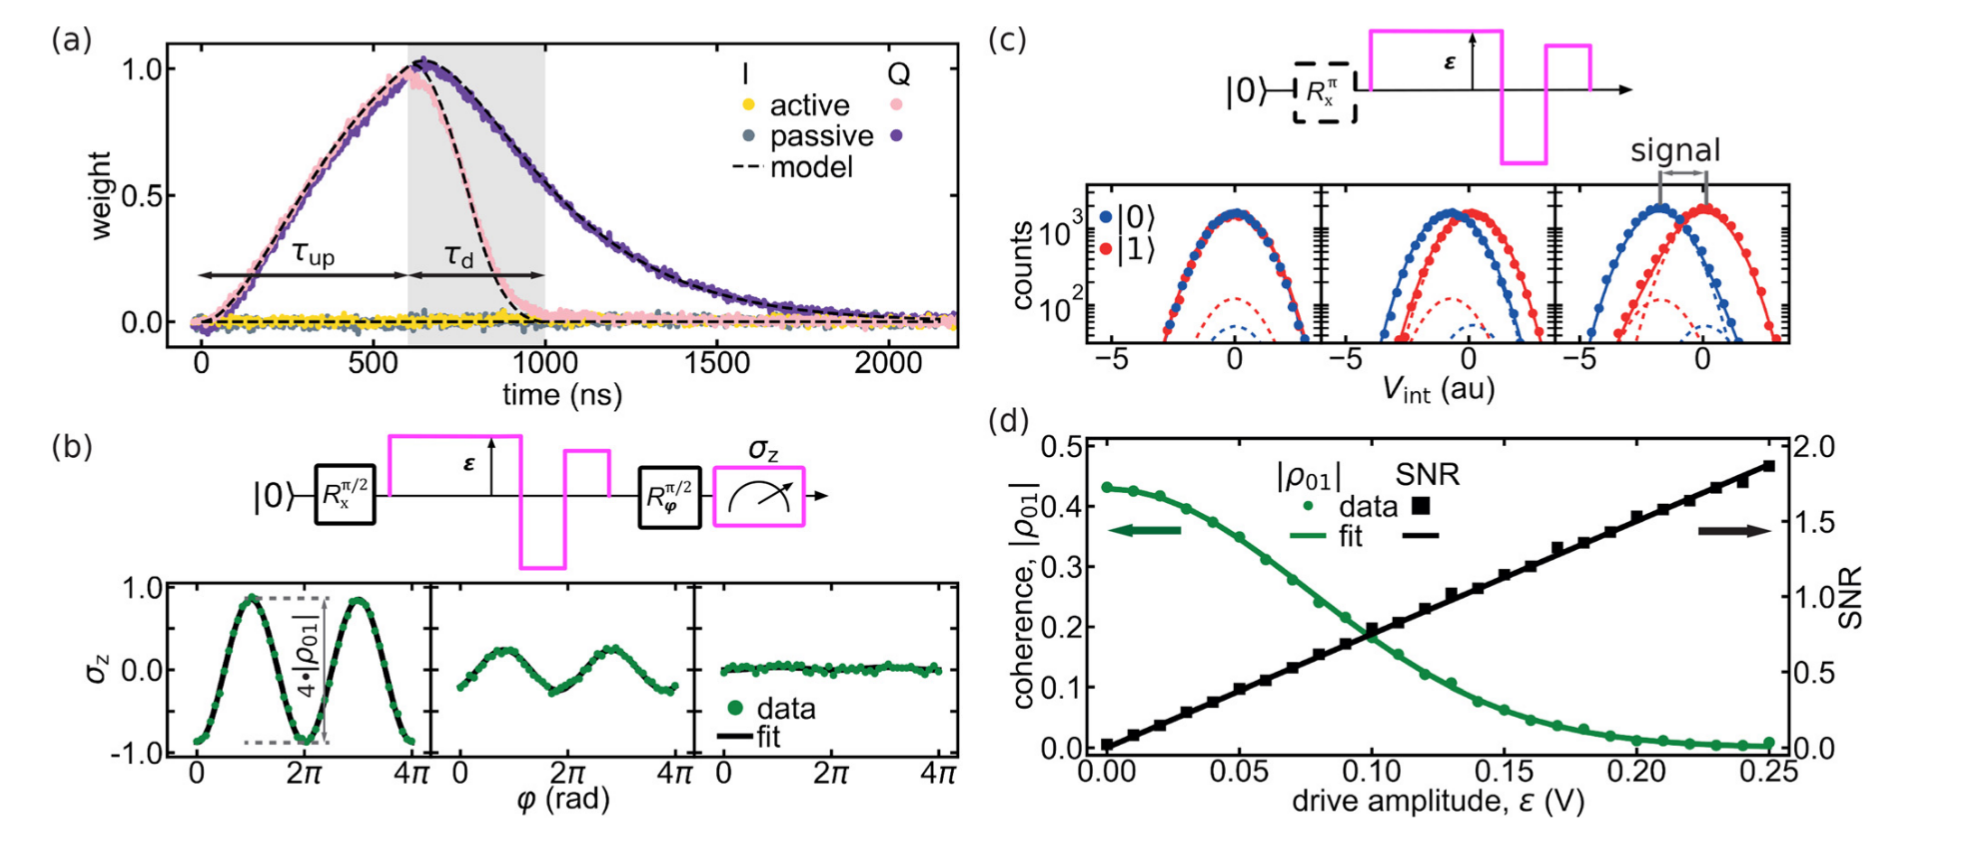 (a)
1.0
0.5
0.0
weight
I Q
active
passive
model
τup
τd
0 500 1000 1500 2000
time (ns)
(b)
|0⟩ Rxπ/2 ε Rφπ/2 σz
1.0
0.0
-1.0
σz
4•|ρ01|
data
fit
0 2π 4π 0 2π 4π 0 2π 4π
φ (rad)
(c)
|0⟩ Rxπ ε
signal
10³
10²
counts
|0⟩
|1⟩
−5 0 −5 0 −5 0
Vint (au)
(d)
0.5
0.4
0.3
0.2
0.1
0.0
coherence, |ρ01|
|ρ01| SNR
data
fit
2.0
1.5
1.0
0.5
0.0
SNR
0.00 0.05 0.10 0.15 0.20 0.25
drive amplitude, ε (V)